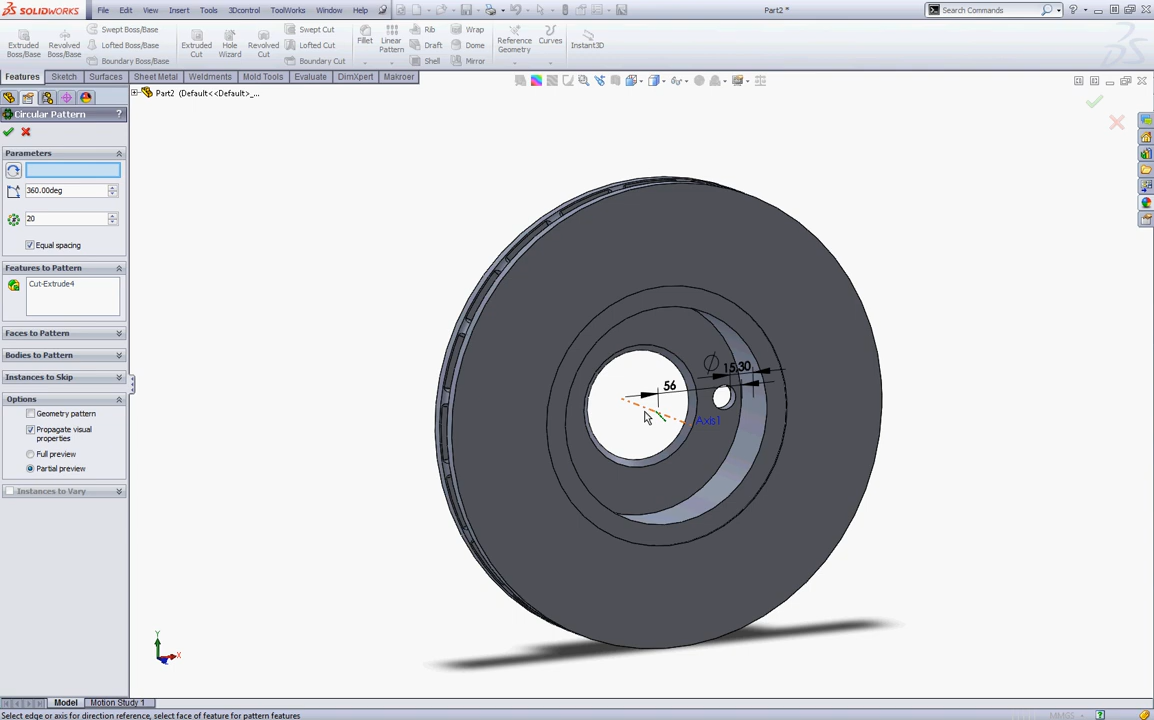 SOLIDWORKS File Edit View Insert Tools 3Dcontrol ToolWorks Window Help Part2 * Search Commands
Extruded Boss/Base
Revolved Boss/Base
Swept Boss/Base
Lofted Boss/Base
Boundary Boss/Base
Extruded Cut
Hole Wizard
Revolved Cut
Swept Cut
Lofted Cut
Boundary Cut
Fillet
Linear Pattern
Rib
Draft
Shell
Wrap
Dome
Mirror
Reference Geometry
Curves
Instant3D
Features Sketch Surfaces Sheet Metal Weldments Mold Tools Evaluate DimXpert Makroer
Part2 (Default<<Default>_...
Circular Pattern ?
Parameters
360.00deg
20
Equal spacing
Features to Pattern
Cut-Extrude4
Faces to Pattern
Bodies to Pattern
Instances to Skip
Options
Geometry pattern
Propagate visual
properties
Full preview
Partial preview
Instances to Vary
15,30
56
Axis1
Y
X
Model Motion Study 1
Select edge or axis for direction reference, select face of feature for pattern features
MMGS